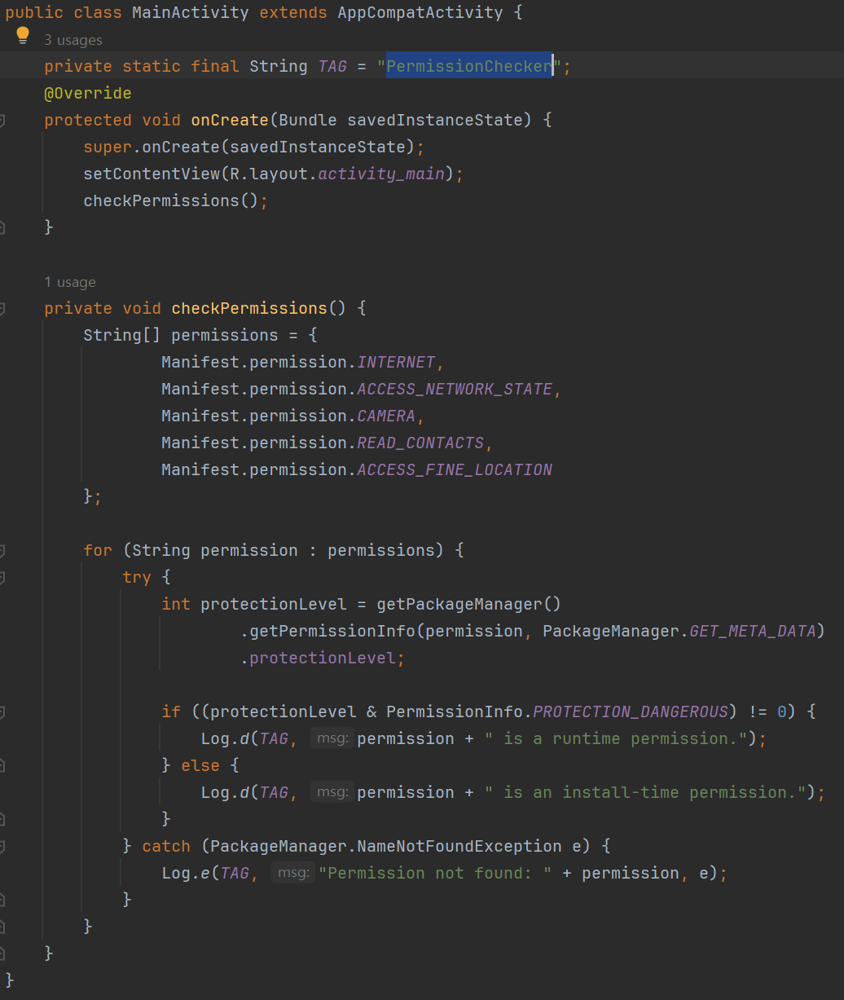 public class MainActivity extends AppCompatActivity {
3 usages
private static final String TAG = "PermissionChecker";
@Override
protected void onCreate(Bundle savedInstanceState) {
super.onCreate(savedInstanceState);
setContentView(R.layout.activity_main);
checkPermissions();
}
1 usage
private void checkPermissions() {
String[] permissions = {
Manifest.permission.INTERNET,
Manifest.permission.ACCESS_NETWORK_STATE,
Manifest.permission.CAMERA,
Manifest.permission.READ_CONTACTS,
Manifest.permission.ACCESS_FINE_LOCATION
};
for (String permission : permissions) {
try {
int protectionLevel = getPackageManager()
.getPermissionInfo(permission, PackageManager.GET_META_DATA)
.protectionLevel;
if ((protectionLevel & PermissionInfo.PROTECTION_DANGEROUS) != 0) {
Log.d(TAG, msg: permission + " is a runtime permission.");
} else {
Log.d(TAG, msg: permission + " is an install-time permission.");
}
} catch (PackageManager.NameNotFoundException e) {
Log.e(TAG, msg: "Permission not found: " + permission, e);
}
}
}
}